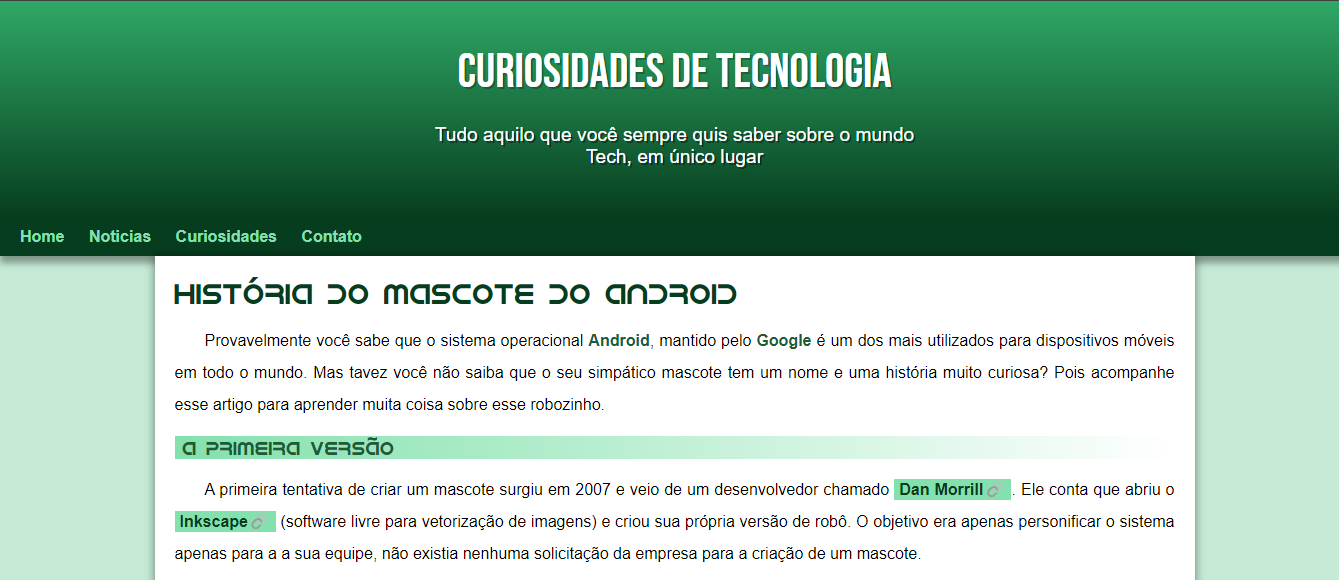 CURIOSIDADES DE TECNOLOGIA
Tudo aquilo que você sempre quis saber sobre o mundo
Tech, em único lugar
Home Noticias Curiosidades Contato
HISTÓRIA DO MASCOTE DO ANDROID
Provavelmente você sabe que o sistema operacional Android, mantido pelo Google é um dos mais utilizados para dispositivos móveis
em todo o mundo. Mas tavez você não saiba que o seu simpático mascote tem um nome e uma história muito curiosa? Pois acompanhe
esse artigo para aprender muita coisa sobre esse robozinho.
A PRIMEIRA VERSÃO
A primeira tentativa de criar um mascote surgiu em 2007 e veio de um desenvolvedor chamado Dan Morrill. Ele conta que abriu o
Inkscape (software livre para vetorização de imagens) e criou sua própria versão de robô. O objetivo era apenas personificar o sistema
apenas para a a sua equipe, não existia nenhuma solicitação da empresa para a criação de um mascote.